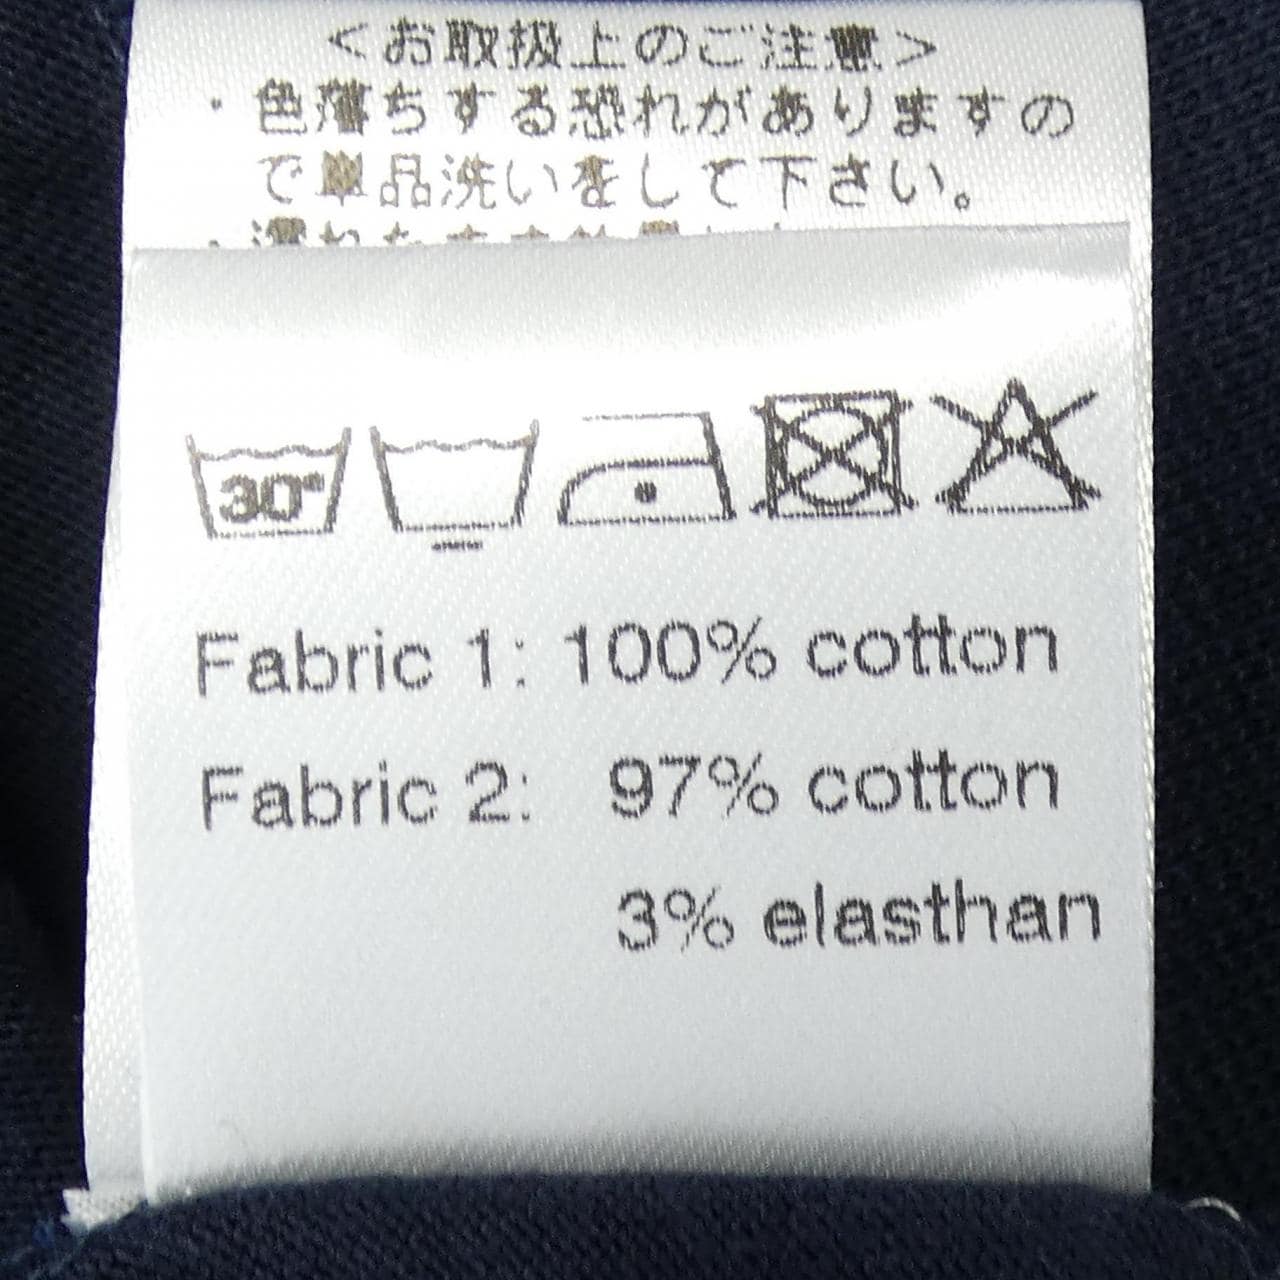 <お取扱上のご注意>
・色落ちする恐れがありますの
で単品洗いをして下さい。
30°
Fabric 1: 100% cotton
Fabric 2: 97% cotton
3% elasthan